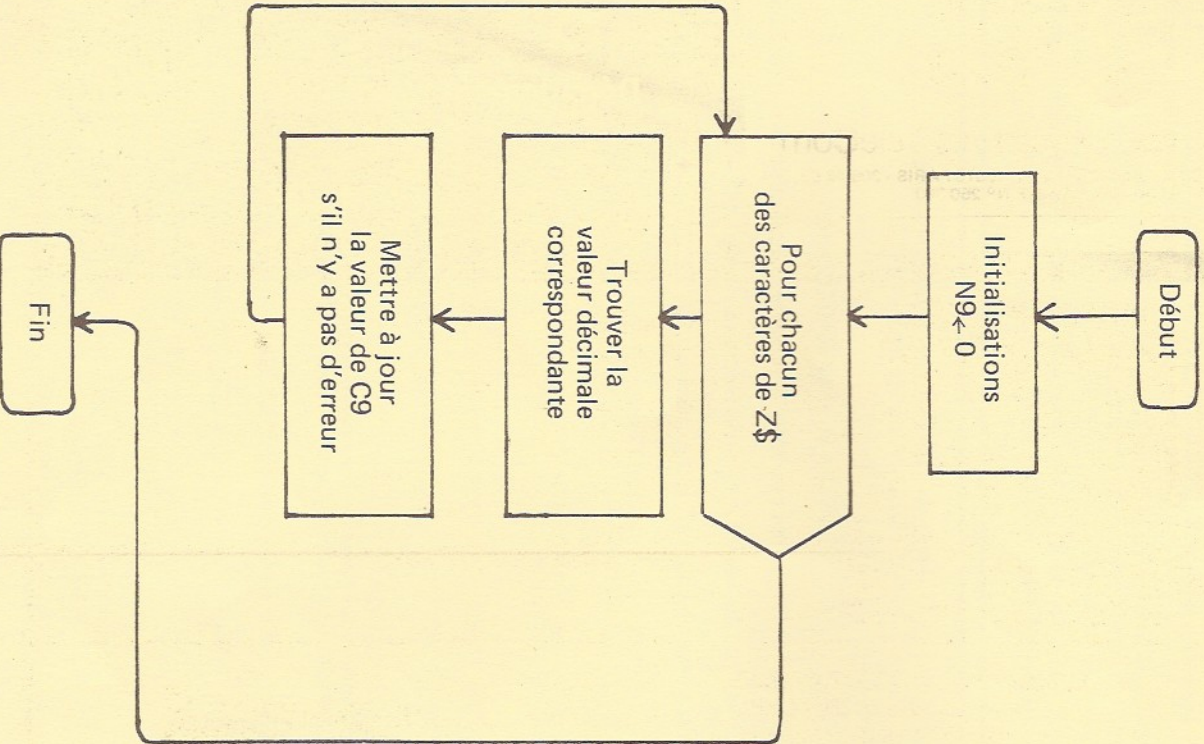 Début
Initialisations
N9← 0
Pour chacun
des caractères de Z$
Trouver la
valeur décimale
correspondante
Mettre à jour
la valeur de C9
s'il n'y a pas d'erreur
Fin